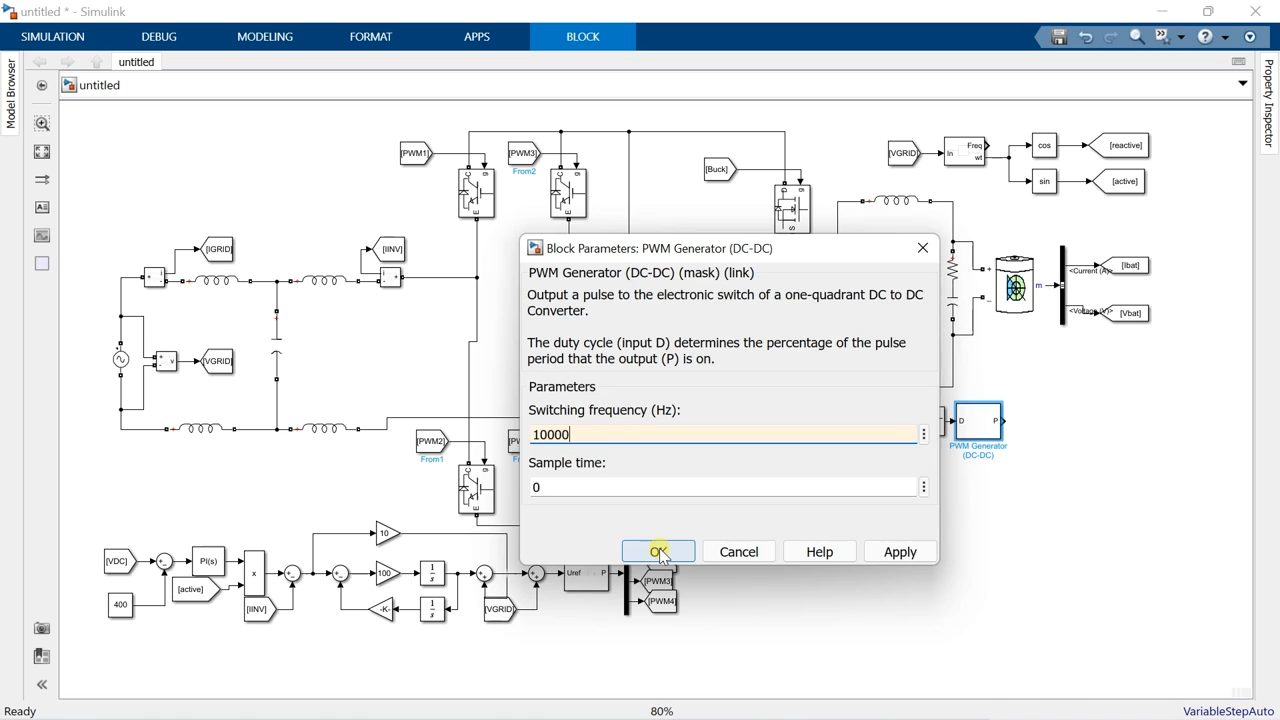 untitled * - Simulink
SIMULATION DEBUG MODELING FORMAT APPS BLOCK
Model Browser
untitled
Property Inspector
untitled
[PWM1]
[PWM3]
From2
[Buck]
[VGRID]
In
Freq
wt
cos
[reactive]
sin
[active]
C
g
E
C
g
E
D
g
S
[IGRID]
[IINV]
Block Parameters: PWM Generator (DC-DC)
PWM Generator (DC-DC) (mask) (link)
Output a pulse to the electronic switch of a one-quadrant DC to DC
Converter.
The duty cycle (input D) determines the percentage of the pulse
period that the output (P) is on.
Parameters
Switching frequency (Hz):
10000
Sample time:
0
OK Cancel Help Apply
m
<Current (A)>
[Ibat]
[Vbat]
v
[VGRID]
[PWM2]
From1
C
g
E
D P
PWM Generator
(DC-DC)
[VDC]
PI(s)
[active]
x
400
[IINV]
10
100
1
s
-K-
1
s
[VGRID]
Uref P
[PWM3]
[PWM4]
Ready
80%
VariableStepAuto